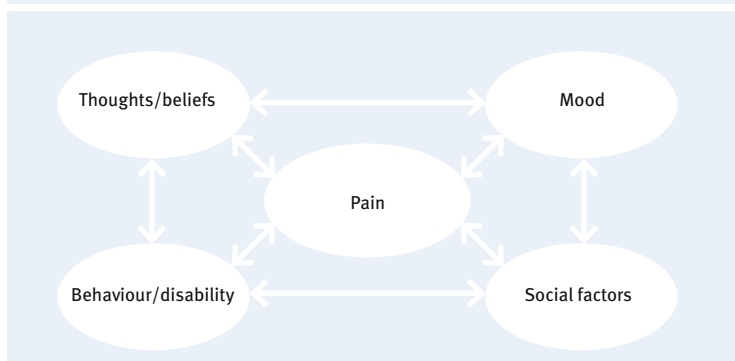 Thoughts/beliefs
Mood
Pain
Behaviour/disability
Social factors